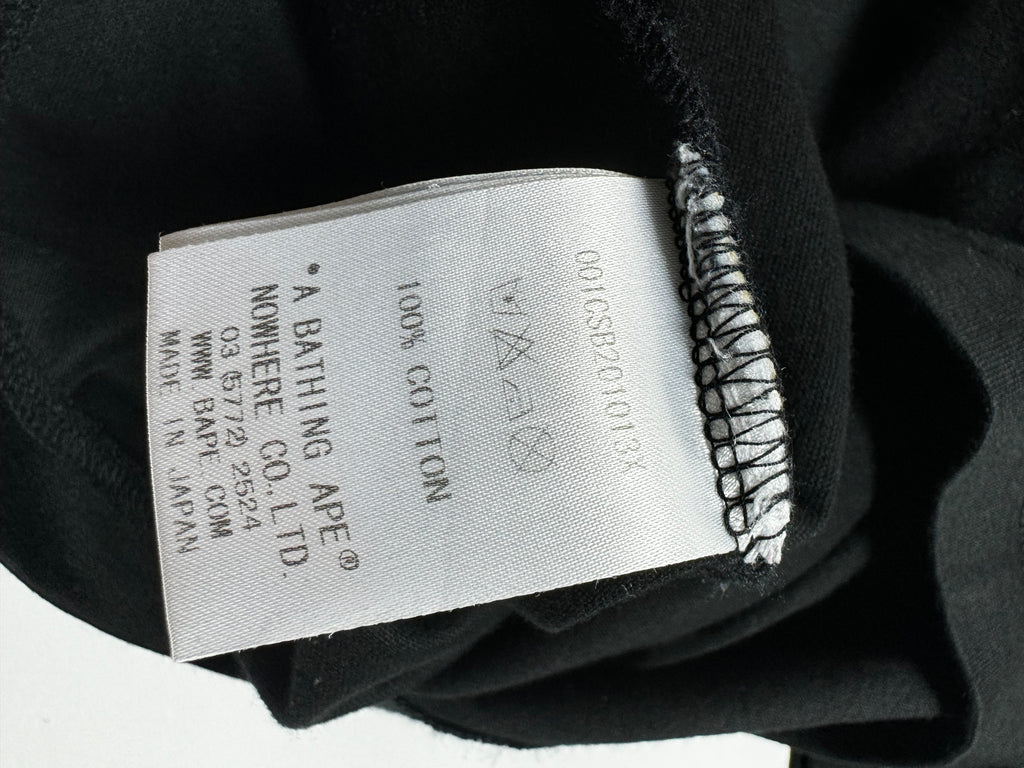 001CSB201013X
100% COTTON
•A BATHING APE®
NOWHERE CO.,LTD.
03(5772)2524
WWW.BAPE.COM
MADE IN JAPAN